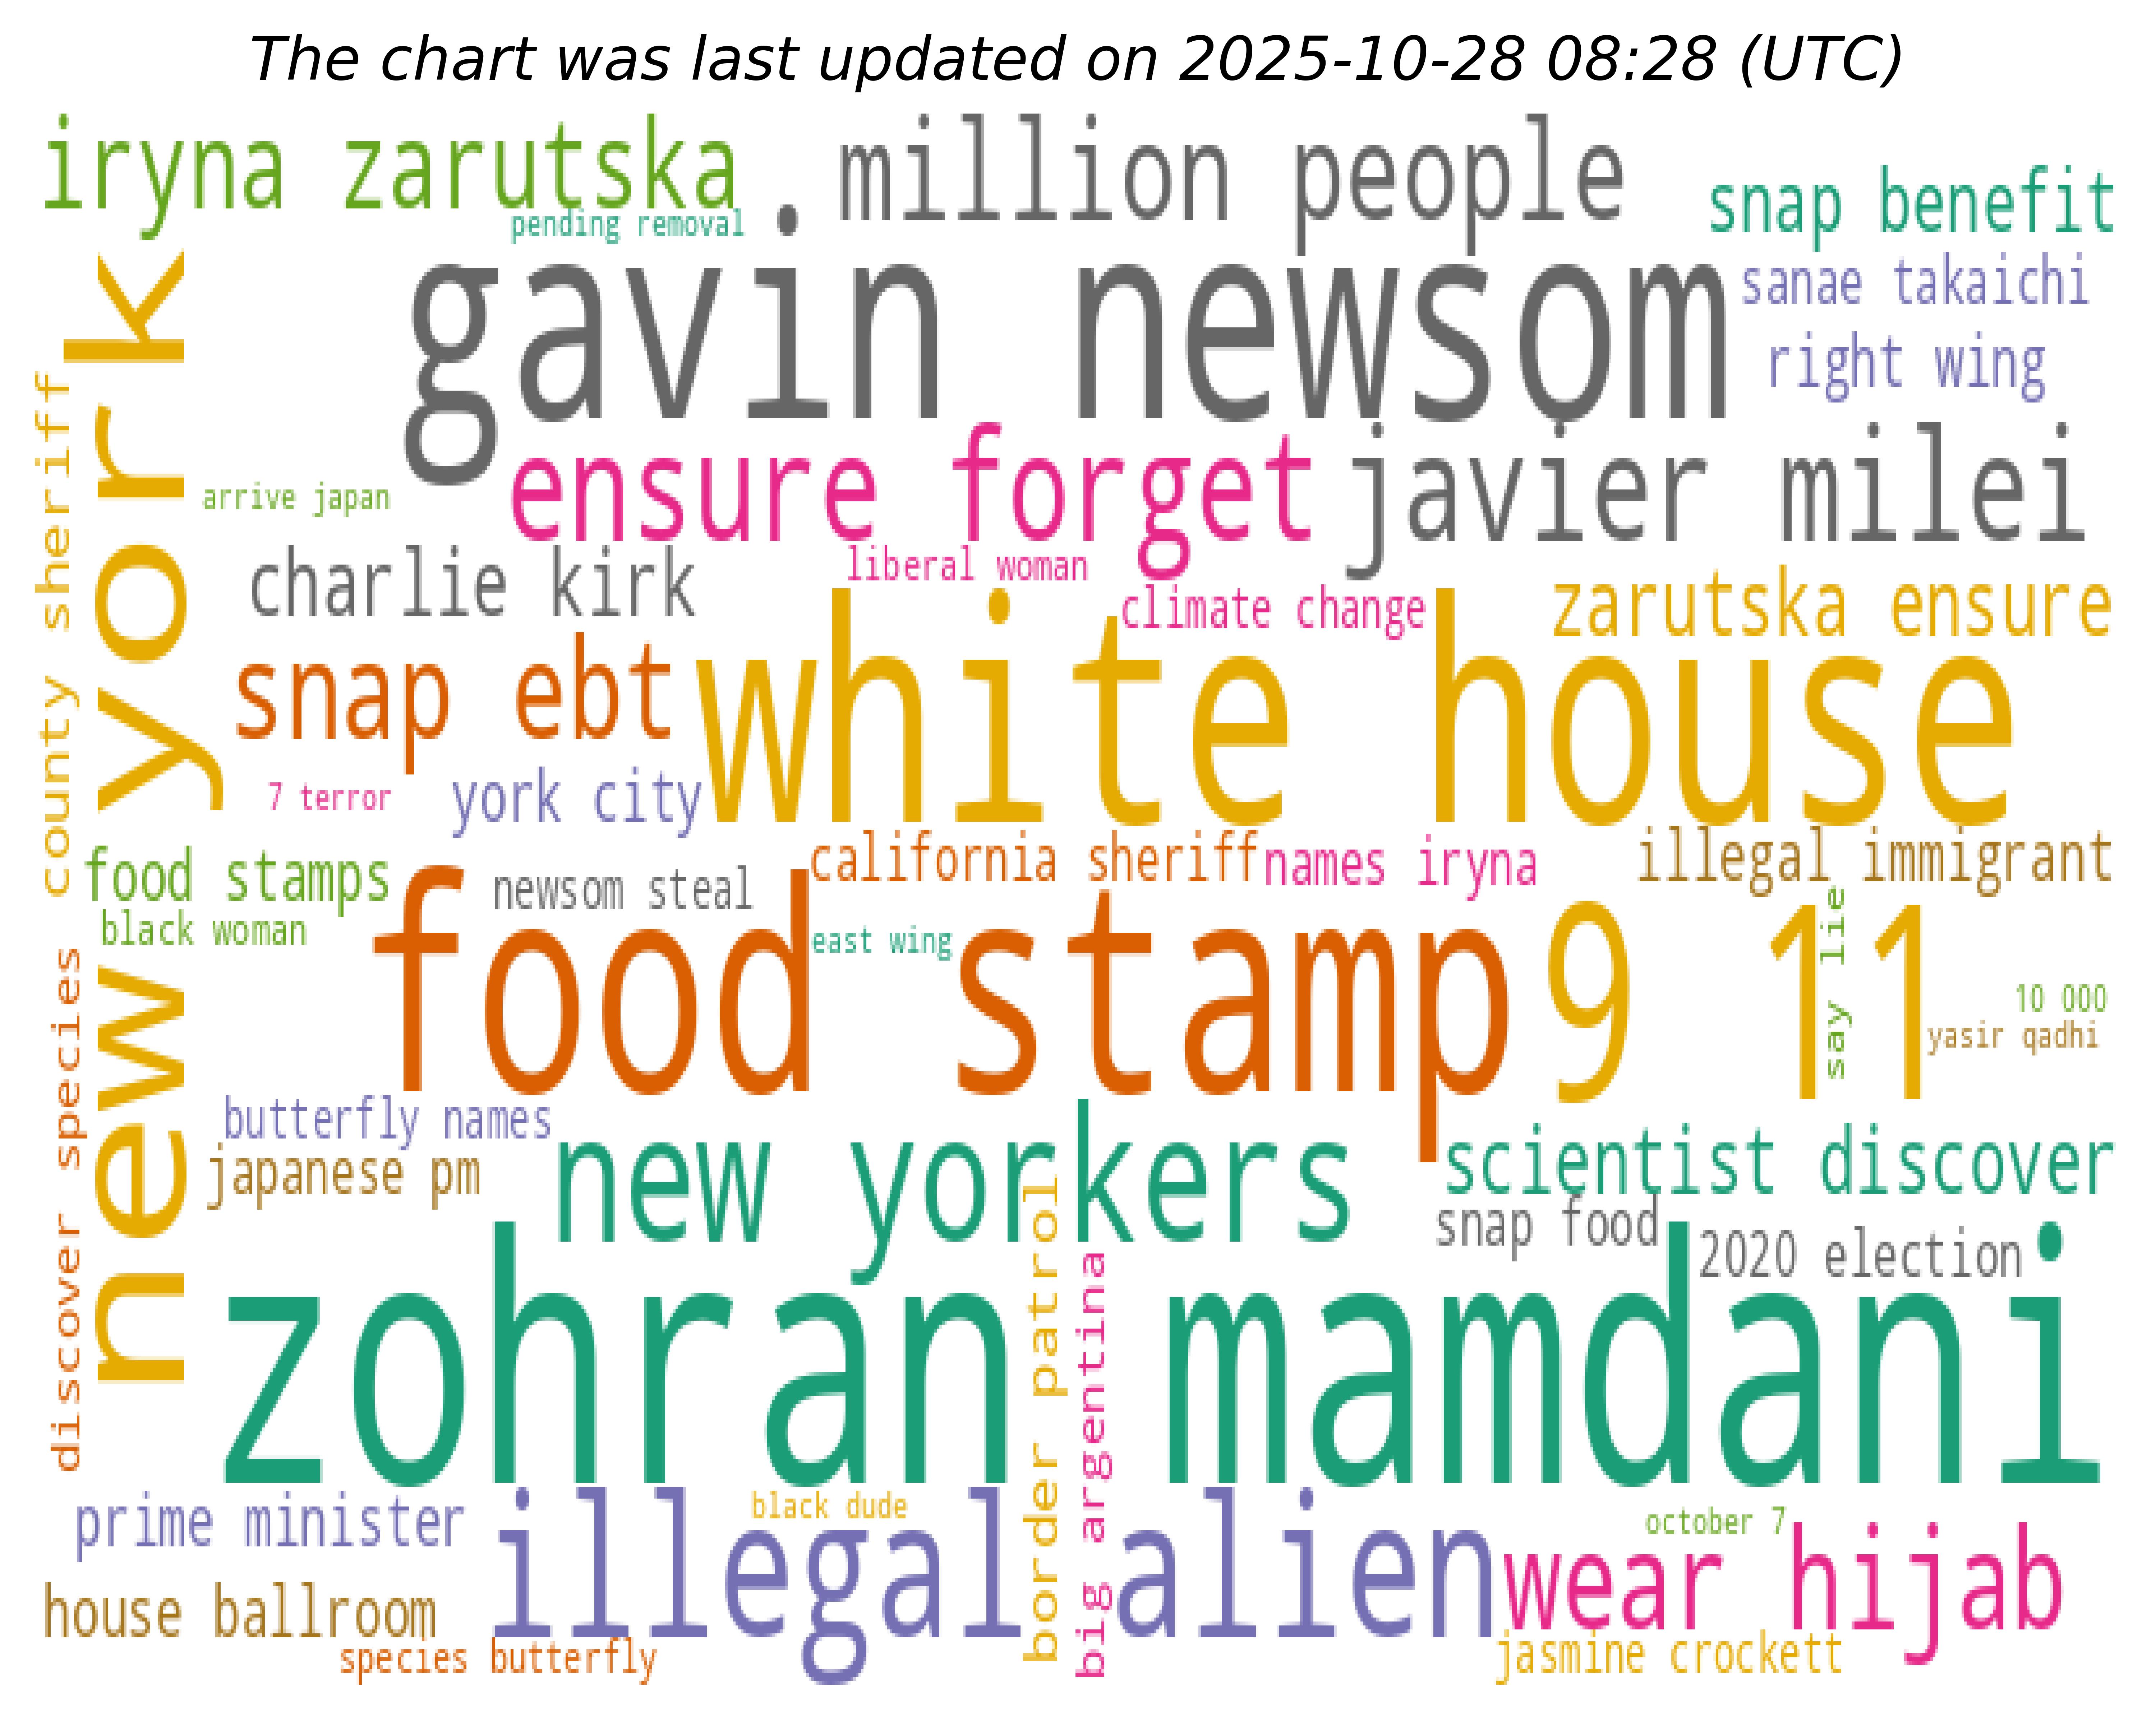 The chart was last updated on 2025-10-28 08:28 (UTC)
iryna zarutska
million people
snap benefit
pending removal
gavin newsom
sanae takaichi
right wing
new york
county sheriff
arrive japan
ensure forget
javier milei
charlie kirk
liberal woman
climate change
zarutska ensure
snap ebt
white house
7 terror
york city
california sheriff
names iryna
illegal immigrant
food stamps
newsom steal
black woman
food stamp
east wing
9 11
say lie
10 000
yasir qadhi
discover species
butterfly names
japanese pm
new yorkers
scientist discover
snap food
2020 election
zohran mamdani
border patrol
big argentina
prime minister
illegal alien
black dude
october 7
wear hijab
house ballroom
species butterfly
jasmine crockett